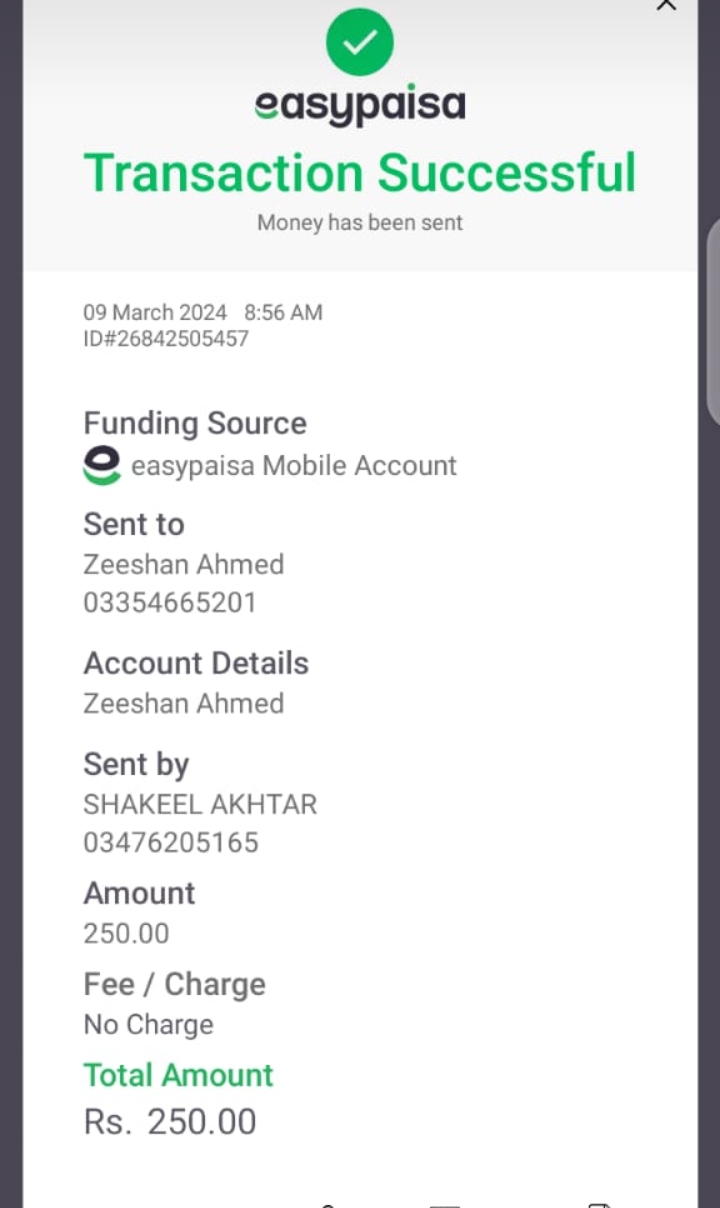 easypaisa
Transaction Successful
Money has been sent
09 March 2024 8:56 AM
ID#26842505457
Funding Source
easypaisa Mobile Account
Sent to
Zeeshan Ahmed
03354665201
Account Details
Zeeshan Ahmed
Sent by
SHAKEEL AKHTAR
03476205165
Amount
250.00
Fee / Charge
No Charge
Total Amount
Rs. 250.00